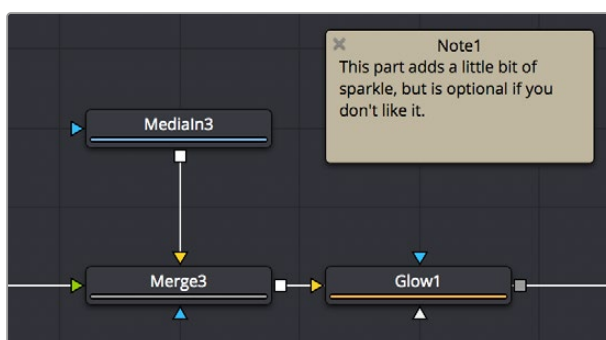 Note1
This part adds a little bit of
sparkle, but is optional if you
don't like it.
MediaIn3
Merge3
Glow1